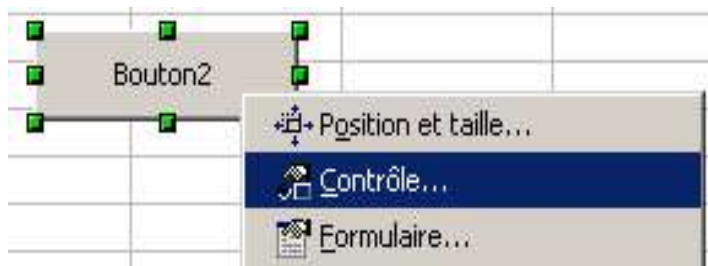 Bouton2
Position et taille...
Contrôle...
Formulaire...